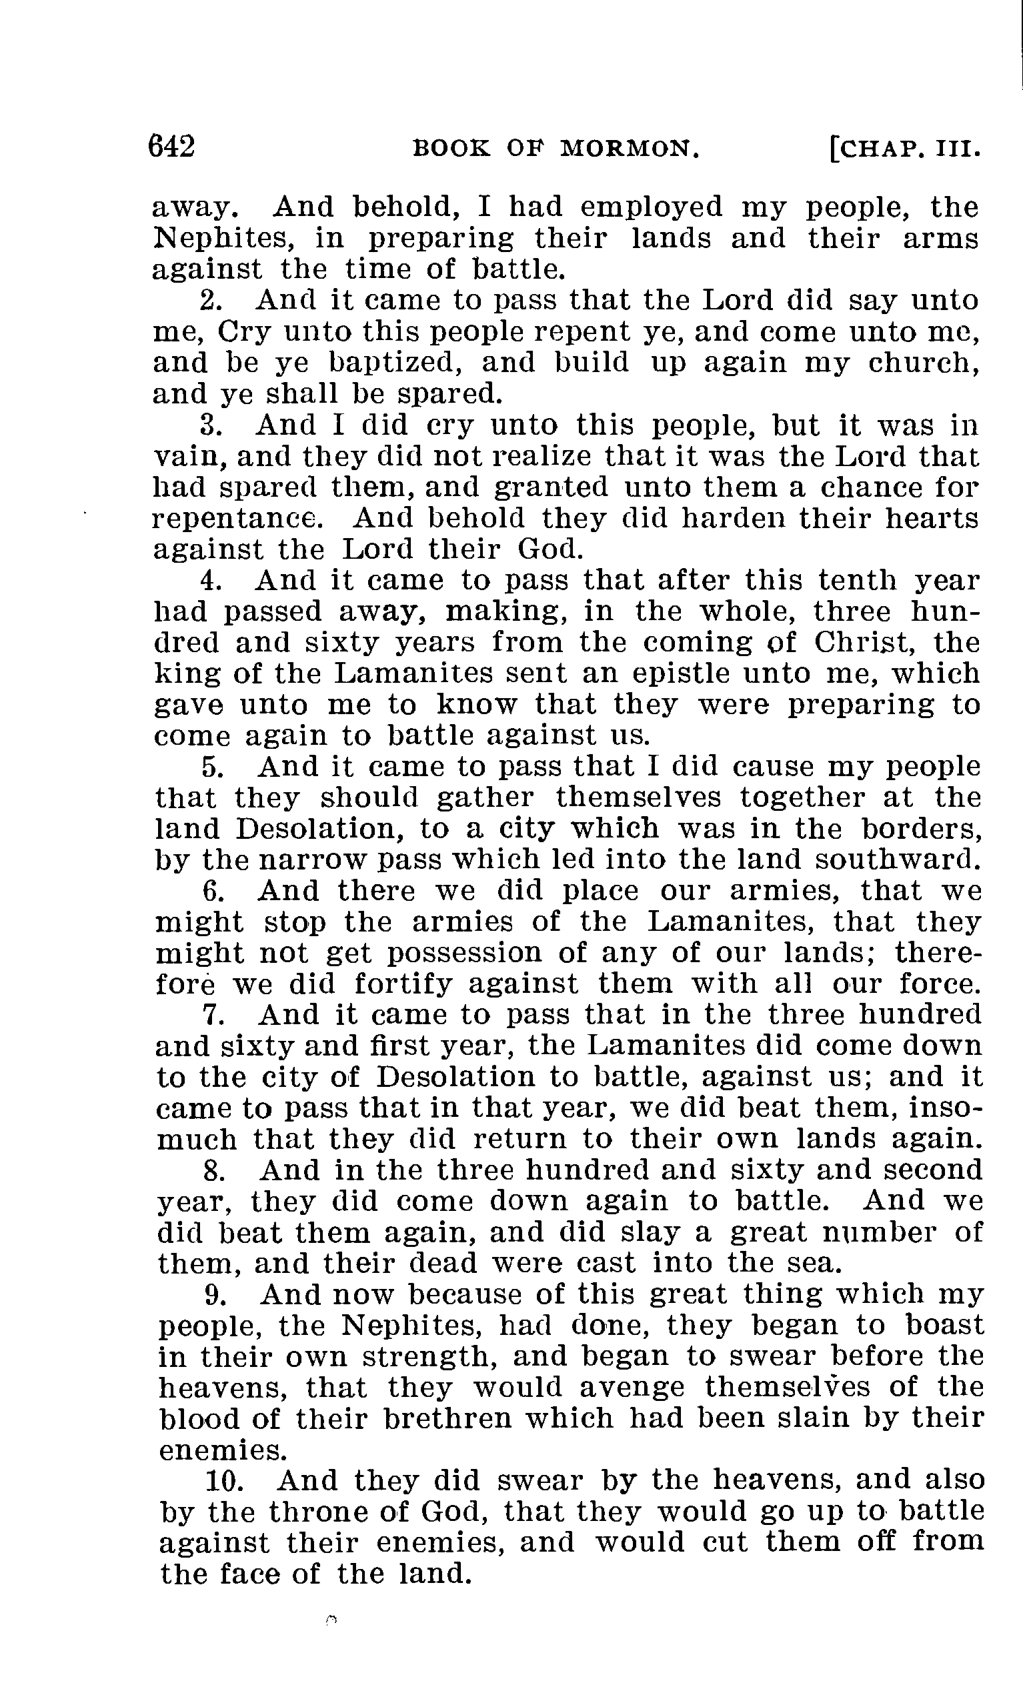 642 BOOK OF MORMON. [CHAP. III.
away. And behold, I had employed my people, the
Nephites, in preparing their lands and their arms
against the time of battle.
2. And it came to pass that the Lord did say unto
me, Cry unto this people repent ye, and come unto me,
and be ye baptized, and build up again my church,
and ye shall be spared.
3. And I did cry unto this people, but it was in
vain, and they did not realize that it was the Lord that
had spared them, and granted unto them a chance for
repentance. And behold they did harden their hearts
against the Lord their God.
4. And it came to pass that after this tenth year
had passed away, making, in the whole, three hun-
dred and sixty years from the coming of Christ, the
king of the Lamanites sent an epistle unto me, which
gave unto me to know that they were preparing to
come again to battle against us.
5. And it came to pass that I did cause my people
that they should gather themselves together at the
land Desolation, to a city which was in the borders,
by the narrow pass which led into the land southward.
6. And there we did place our armies, that we
might stop the armies of the Lamanites, that they
might not get possession of any of our lands; there-
fore we did fortify against them with all our force.
7. And it came to pass that in the three hundred
and sixty and first year, the Lamanites did come down
to the city of Desolation to battle, against us; and it
came to pass that in that year, we did beat them, inso-
much that they did return to their own lands again.
8. And in the three hundred and sixty and second
year, they did come down again to battle. And we
did beat them again, and did slay a great number of
them, and their dead were cast into the sea.
9. And now because of this great thing which my
people, the Nephites, had done, they began to boast
in their own strength, and began to swear before the
heavens, that they would avenge themselves of the
blood of their brethren which had been slain by their
enemies.
10. And they did swear by the heavens, and also
by the throne of God, that they would go up to battle
against their enemies, and would cut them off from
the face of the land.